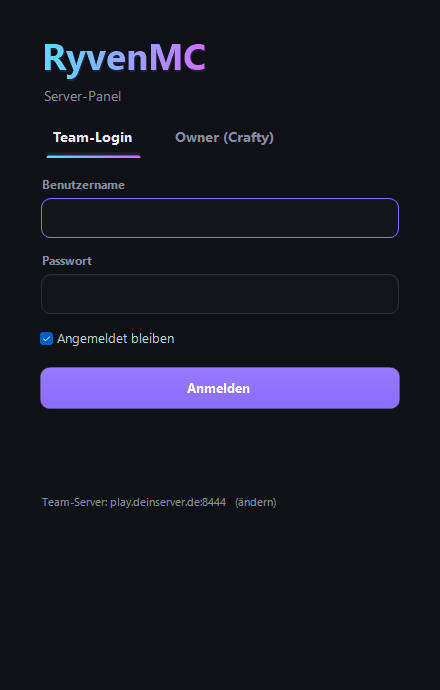 RyvenMC
Server-Panel
Team-Login Owner (Crafty)
Benutzername
Passwort
Angemeldet bleiben
Anmelden
Team-Server: play.deinserver.de:8444 (ändern)